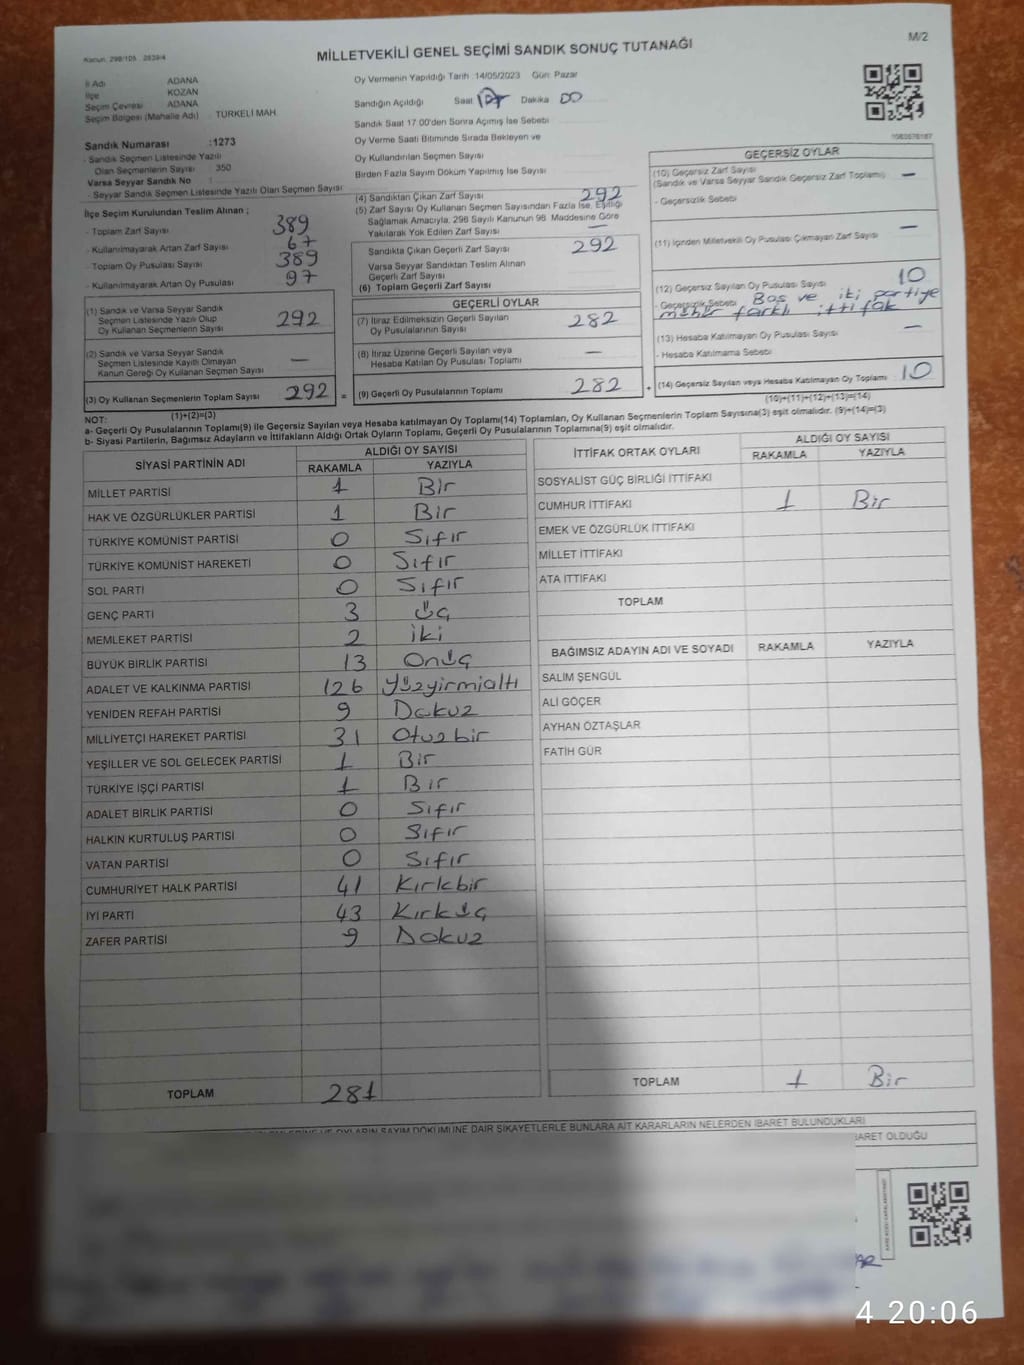 Kanun: 298/105 , 2839/4
MİLLETVEKİLİ GENEL SEÇİMİ SANDIK SONUÇ TUTANAĞI
M/2
İl Adı ADANA
İlçe KOZAN
Seçim Çevresi ADANA
Seçim Bölgesi (Mahalle Adı) : TÜRKELİ MAH.
Sandık Numarası :1273
- Sandık Seçmen Listesinde Yazılı
Olan Seçmenlerin Sayısı : 350
Varsa Seyyar Sandık No :
- Seyyar Sandık Seçmen Listesinde Yazılı Olan Seçmen Sayısı :
İlçe Seçim Kurulundan Teslim Alınan ;
- Toplam Zarf Sayısı 389
- Kullanılmayarak Artan Zarf Sayısı 67
- Toplam Oy Pusulası Sayısı 389
- Kullanılmayarak Artan Oy Pusulası 97
(1) Sandık ve Varsa Seyyar Sandık
Seçmen Listesinde Yazılı Olup
Oy Kullanan Seçmenlerin Sayısı 292
(2) Sandık ve Varsa Seyyar Sandık
Seçmen Listesinde Kayıtlı Olmayan
Kanun Gereği Oy Kullanan Seçmen Sayısı —
(3) Oy Kullanan Seçmenlerin Toplam Sayısı 292 =
(1)+(2)=(3)
Oy Vermenin Yapıldığı Tarih :14/05/2023 Gün: Pazar
Sandığın Açıldığı Saat Dakika 00
Sandık Saat 17:00'den Sonra Açılmış İse Sebebi
Oy Verme Saati Bitiminde Sırada Bekleyen ve
Oy Kullandırılan Seçmen Sayısı
Birden Fazla Sayım Döküm Yapılmış İse Sayısı
(4) Sandıktan Çıkan Zarf Sayısı 292
(5) Zarf Sayısı Oy Kullanan Seçmen Sayısından Fazla İse, Eşitliği
Sağlamak Amacıyla, 298 Sayılı Kanunun 98. Maddesine Göre
Yakılarak Yok Edilen Zarf Sayısı —
Sandıkta Çıkan Geçerli Zarf Sayısı 292
Varsa Seyyar Sandıktan Teslim Alınan
Geçerli Zarf Sayısı
(6) Toplam Geçerli Zarf Sayısı
GEÇERLİ OYLAR
(7) İtiraz Edilmeksizin Geçerli Sayılan
Oy Pusulalarının Sayısı 282
(8) İtiraz Üzerine Geçerli Sayılan veya
Hesaba Katılan Oy Pusulası Toplamı —
(9) Geçerli Oy Pusulalarının Toplamı 282 +
GEÇERSİZ OYLAR
(10) Geçersiz Zarf Sayısı
(Sandık ve Varsa Seyyar Sandık Geçersiz Zarf Toplamı) —
- Geçersizlik Sebebi
(11) İçinden Milletvekili Oy Pusulası Çıkmayan Zarf Sayısı —
(12) Geçersiz Sayılan Oy Pusulası Sayısı 10
- Geçersizlik Sebebi Boş ve iki partiye
mühür farklı ittifak
(13) Hesaba Katılmayan Oy Pusulası Sayısı —
- Hesaba Katılmama Sebebi
(14) Geçersiz Sayılan veya Hesaba Katılmayan Oy Toplamı 10
(10)+(11)+(12)+(13)=(14)
NOT:
a- Geçerli Oy Pusulalarının Toplamı(9) ile Geçersiz Sayılan veya Hesaba katılmayan Oy Toplamı(14) Toplamları, Oy Kullanan Seçmenlerin Toplam Sayısına(3) eşit olmalıdır. (9)+(14)=(3)
b- Siyasi Partilerin, Bağımsız Adayların ve İttifakların Aldığı Ortak Oyların Toplamı, Geçerli Oy Pusulalarının Toplamına(9) eşit olmalıdır.
SİYASİ PARTİNİN ADI ALDIĞI OY SAYISI
RAKAMLA YAZIYLA
MİLLET PARTİSİ 1 Bir
HAK VE ÖZGÜRLÜKLER PARTİSİ 1 Bir
TÜRKİYE KOMÜNİST PARTİSİ 0 Sıfır
TÜRKİYE KOMÜNİST HAREKETİ 0 Sıfır
SOL PARTİ 0 Sıfır
GENÇ PARTİ 3 üç
MEMLEKET PARTİSİ 2 iki
BÜYÜK BİRLİK PARTİSİ 13 Onüç
ADALET VE KALKINMA PARTİSİ 126 Yüzyirmialtı
YENİDEN REFAH PARTİSİ 9 Dokuz
MİLLİYETÇİ HAREKET PARTİSİ 31 Otuzbir
YEŞİLLER VE SOL GELECEK PARTİSİ 1 Bir
TÜRKİYE İŞÇİ PARTİSİ 1 Bir
ADALET BİRLİK PARTİSİ 0 Sıfır
HALKIN KURTULUŞ PARTİSİ 0 Sıfır
VATAN PARTİSİ 0 Sıfır
CUMHURİYET HALK PARTİSİ 41 Kırkbir
İYİ PARTİ 43 Kırküç
ZAFER PARTİSİ 9 Dokuz
TOPLAM 281
İTTİFAK ORTAK OYLARI ALDIĞI OY SAYISI
RAKAMLA YAZIYLA
SOSYALİST GÜÇ BİRLİĞİ İTTİFAKI
CUMHUR İTTİFAKI 1 Bir
EMEK VE ÖZGÜRLÜK İTTİFAKI
MİLLET İTTİFAKI
ATA İTTİFAKI
TOPLAM
BAĞIMSIZ ADAYIN ADI VE SOYADI RAKAMLA YAZIYLA
SALİM ŞENGÜL
ALİ GÖÇER
AYHAN ÖZTAŞLAR
FATİH GÜR
TOPLAM 1 Bir
VE OYLARIN SAYIM DÖKÜMÜNE DAİR ŞİKAYETLERLE BUNLARA AİT KARARLARIN NELERDEN İBARET BULUNDUKLARI
İBARET OLDUĞU
4 20:06